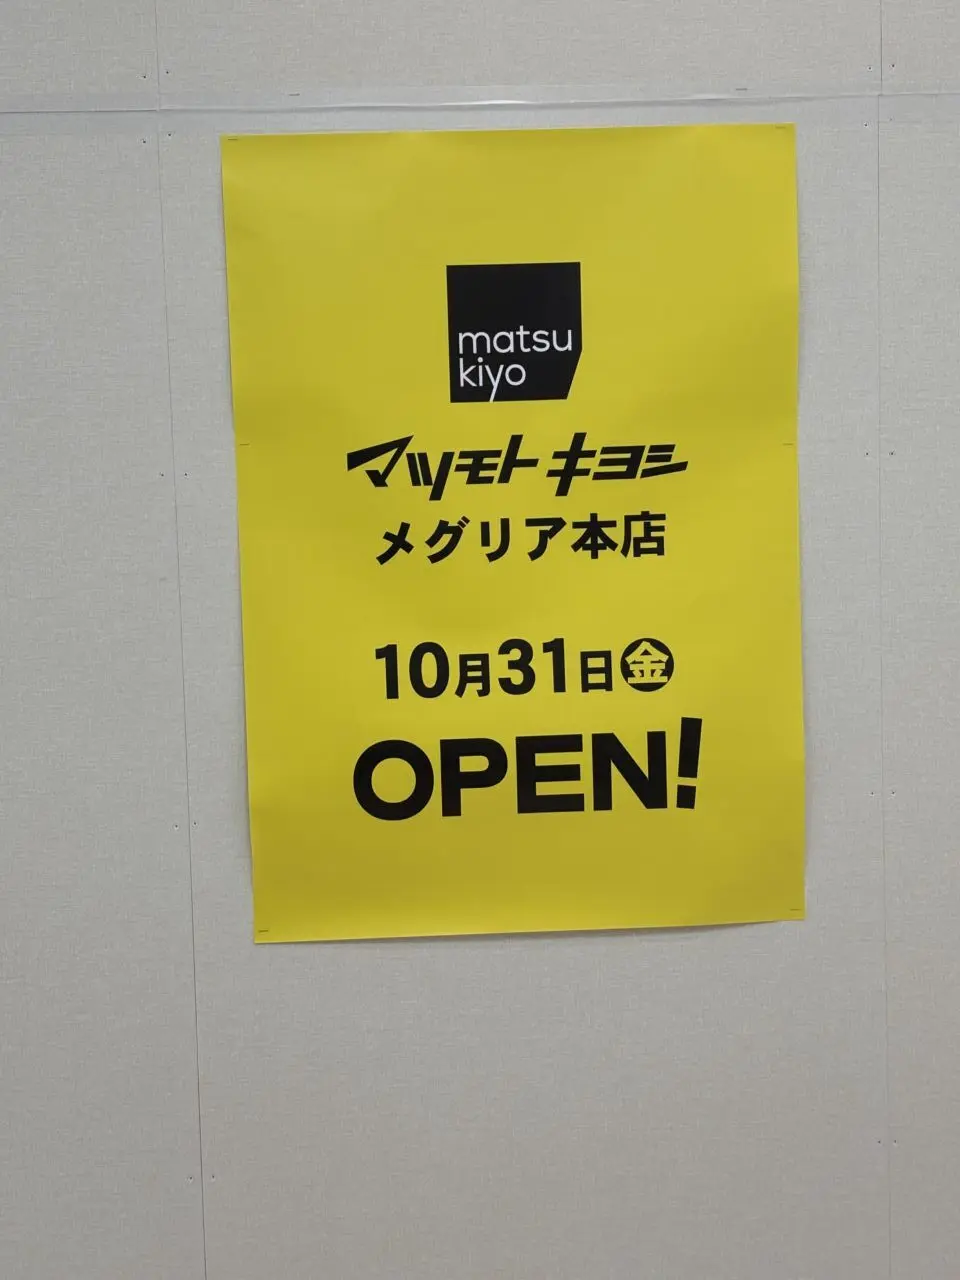 matsu
kiyo
マツモトキヨシ
メグリア本店
10月31日金
OPEN!